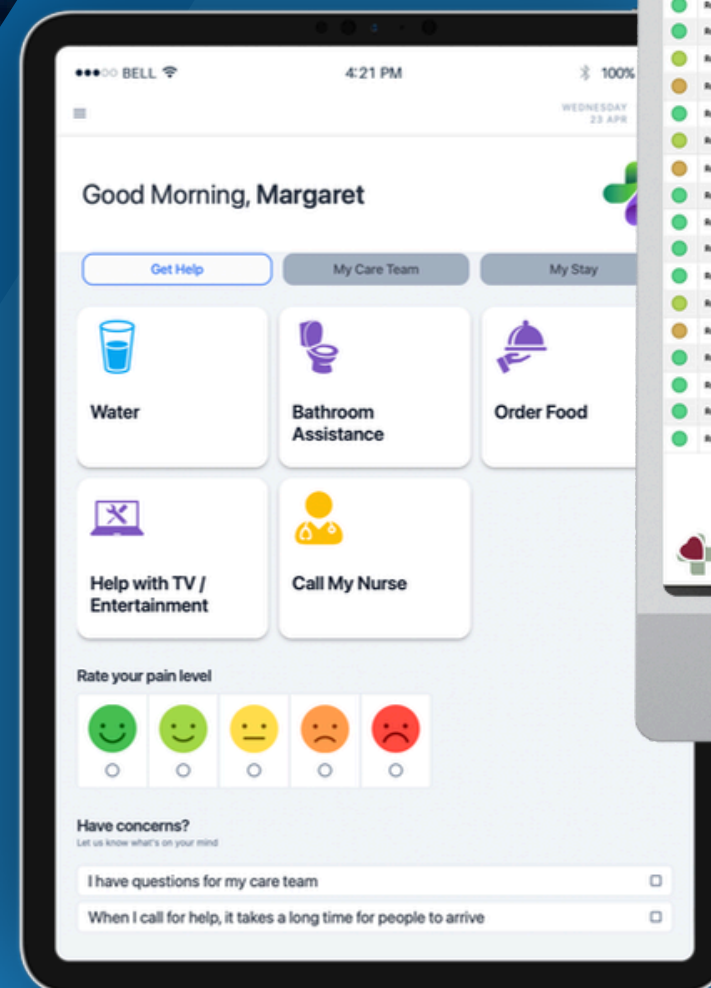 BELL 4:21 PM 100%
WEDNESDAY
23 APR
Good Morning, Margaret
Get Help My Care Team My Stay
Water Bathroom Order Food
Assistance
Help with TV / Call My Nurse
Entertainment
Rate your pain level
Have concerns?
Let us know what's on your mind
I have questions for my care team
When I call for help, it takes a long time for people to arrive